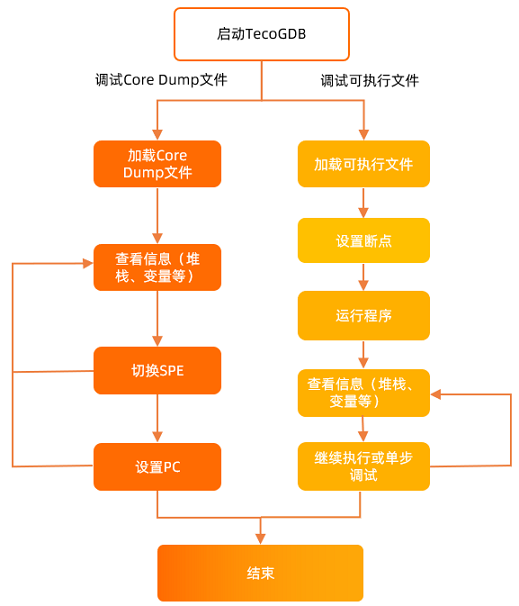 启动TecoGDB
调试Core Dump文件
调试可执行文件
加载Core
Dump文件
查看信息（堆
栈、变量等）
切换SPE
设置PC
加载可执行文件
设置断点
运行程序
查看信息（堆栈、
变量等）
继续执行或单步
调试
结束